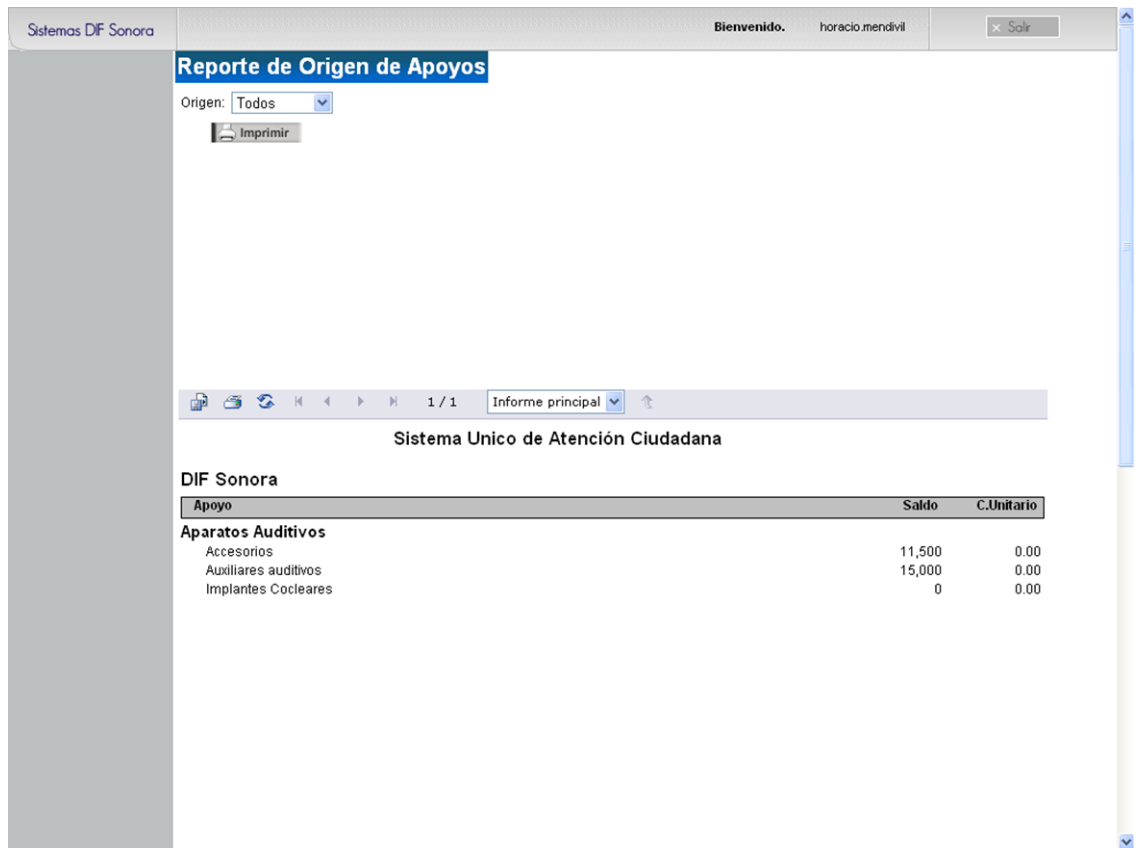 Sistemas DIF Sonora Bienvenido. horacio.mendivil × Salir
Reporte de Origen de Apoyos
Origen: Todos
Imprimir
1 / 1 Informe principal
Sistema Unico de Atención Ciudadana
DIF Sonora
Apoyo Saldo C.Unitario
Aparatos Auditivos
Accesorios 11,500 0.00
Auxiliares auditivos 15,000 0.00
Implantes Cocleares 0 0.00